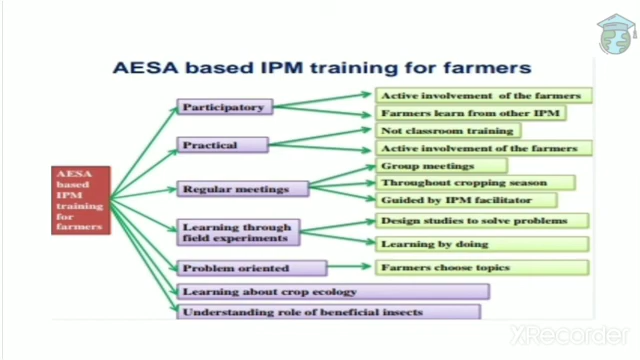 AESA based IPM training for farmers
AESA
based
IPM
training
for
farmers
Participatory
Active involvement of the farmers
Farmers learn from other IPM
Practical
Not classroom training
Active involvement of the farmers
Regular meetings
Group meetings
Throughout cropping season
Guided by IPM facilitator
Learning through
field experiments
Design studies to solve problems
Learning by doing
Problem oriented
Farmers choose topics
Learning about crop ecology
Understanding role of beneficial insects
XRecorder